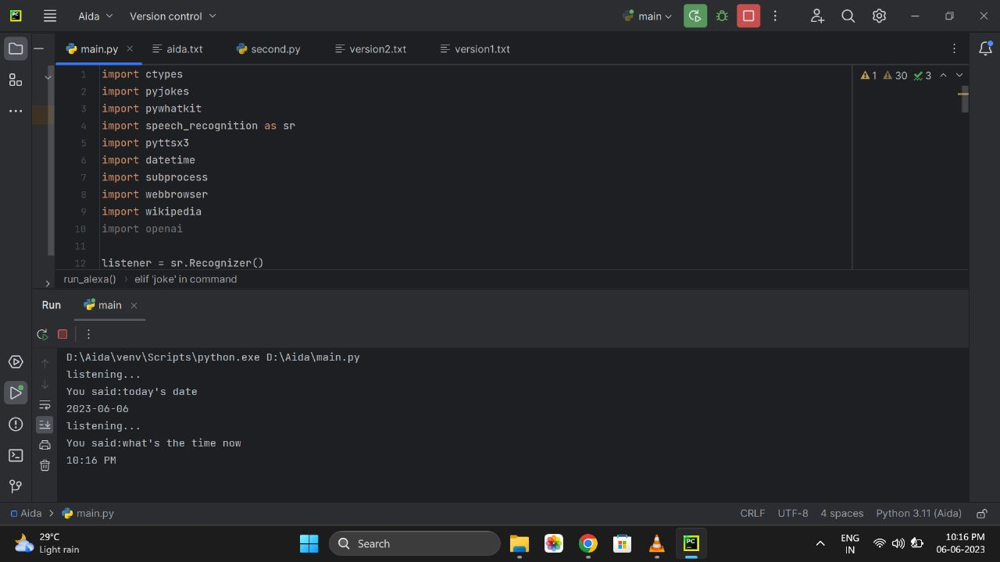 PC Aida Version control main
main.py aida.txt second.py version2.txt version1.txt
1 import ctypes
2 import pyjokes
3 import pywhatkit
4 import speech_recognition as sr
5 import pyttsx3
6 import datetime
7 import subprocess
8 import webbrowser
9 import wikipedia
10 import openai
11
12 listener = sr.Recognizer()
1 30 3
run_alexa() › elif 'joke' in command
Run main
D:\Aida\venv\Scripts\python.exe D:\Aida\main.py
listening...
You said:today's date
2023-06-06
listening...
You said:what's the time now
10:16 PM
Aida > main.py CRLF UTF-8 4 spaces Python 3.11 (Aida)
29°C
Light rain
Search
PC
ENG
IN
10:16 PM
06-06-2023